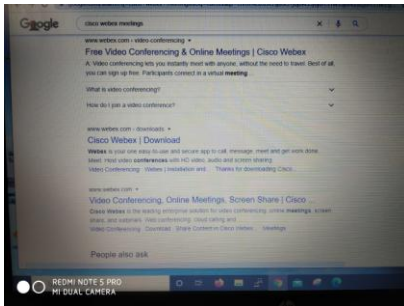 Google
cisco webex meetings
www.webex.com › video-conferencing
Free Video Conferencing & Online Meetings | Cisco Webex
A: Video conferencing lets you instantly meet with anyone, without the need to travel. Best of all,
you can sign up free. Participants connect in a virtual meeting ...
What is video conferencing?
How do I join a video conference?
www.webex.com › downloads
Cisco Webex | Download
Webex is your one easy-to-use and secure app to call, message, meet and get work done.
Meet. Host video conferences with HD video, audio and screen sharing.
Video Conferencing · Webex | Installation and ... · Thanks for downloading Cisco...
www.webex.com
Video Conferencing, Online Meetings, Screen Share | Cisco ...
Cisco Webex is the leading enterprise solution for video conferencing, online meetings, screen
share, and webinars. Web conferencing, cloud calling and
Video Conferencing · Download · Share Content in Cisco Webex... · Meetings
People also ask
REDMI NOTE 5 PRO
MI DUAL CAMERA